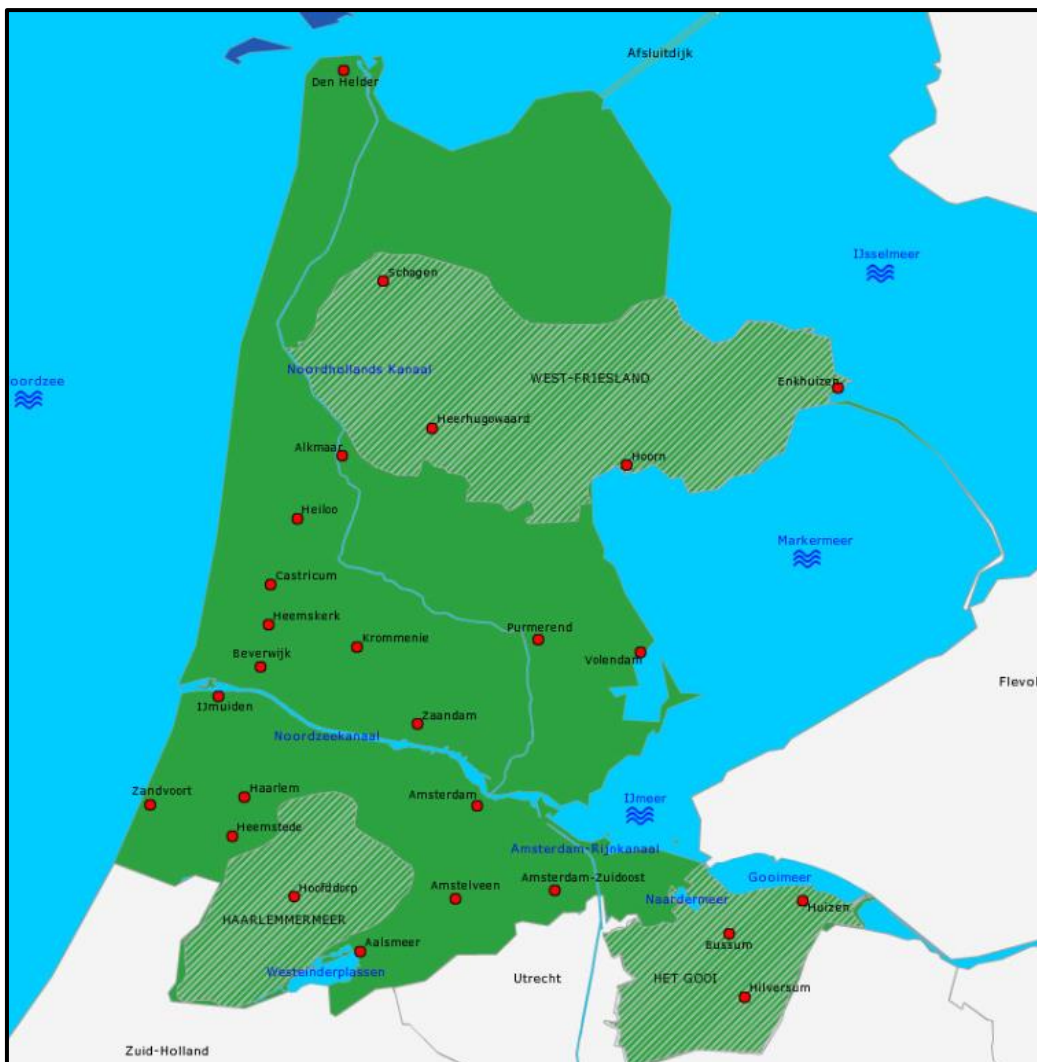 Afsluitdijk
Den Helder
IJsselmeer
Schagen
oordzee
Noordhollands Kanaal
WEST-FRIESLAND
Enkhuizen
Heerhugowaard
Alkmaar
Hoorn
Heiloo
Markermeer
Castricum
Heemskerk
Krommenie
Purmerend
Beverwijk
Volendam
Flevol
IJmuiden
Zaandam
Noordzeekanaal
Zandvoort
Haarlem
Amsterdam
IJmeer
Heemstede
Amsterdam-Rijnkanaal
Gooimeer
Hoofddorp
Amstelveen
Amsterdam-Zuidoost
Naardermeer
Huizen
HAARLEMMERMEER
Aalsmeer
Bussum
Westeinderplassen
Utrecht
HET GOOI
Hilversum
Zuid-Holland